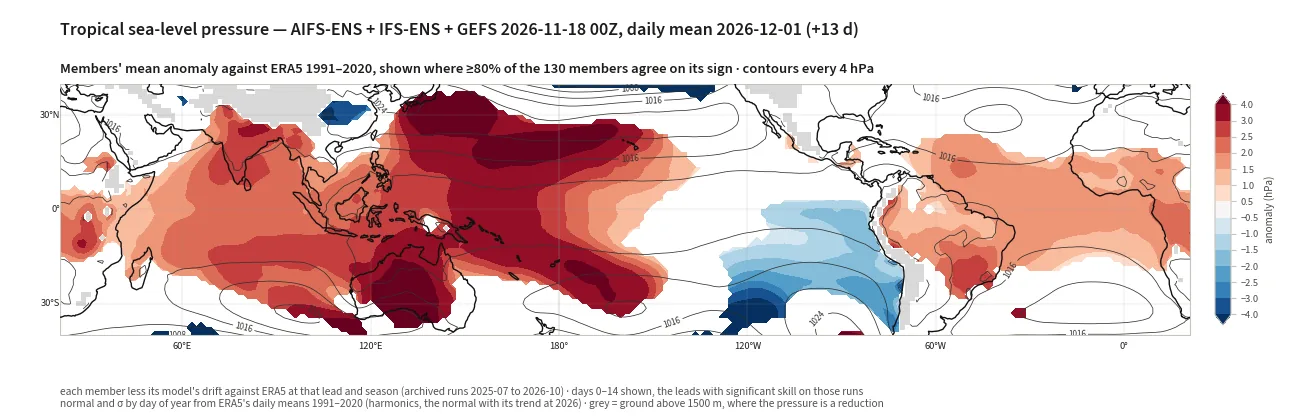 Tropical sea-level pressure — AIFS-ENS + IFS-ENS + GEFS 2026-11-18 00Z, daily mean 2026-12-01 (+13 d)
Members' mean anomaly against ERA5 1991–2020, shown where ≥80% of the 130 members agree on its sign · contours every 4 hPa
30°N
0°
30°S
60°E
120°E
180°
120°W
60°W
0°
1016
1024
1008
1016
1016
1016
1016
1016
1008
1016
1016
1024
1016
1016
4.0
3.0
2.5
2.0
1.5
1.0
0.5
−0.5
−1.0
−1.5
−2.0
−2.5
−3.0
−4.0
anomaly (hPa)
each member less its model's drift against ERA5 at that lead and season (archived runs 2025-07 to 2026-10) · days 0–14 shown, the leads with significant skill on those runs
normal and σ by day of year from ERA5's daily means 1991–2020 (harmonics, the normal with its trend at 2026) · grey = ground above 1500 m, where the pressure is a reduction